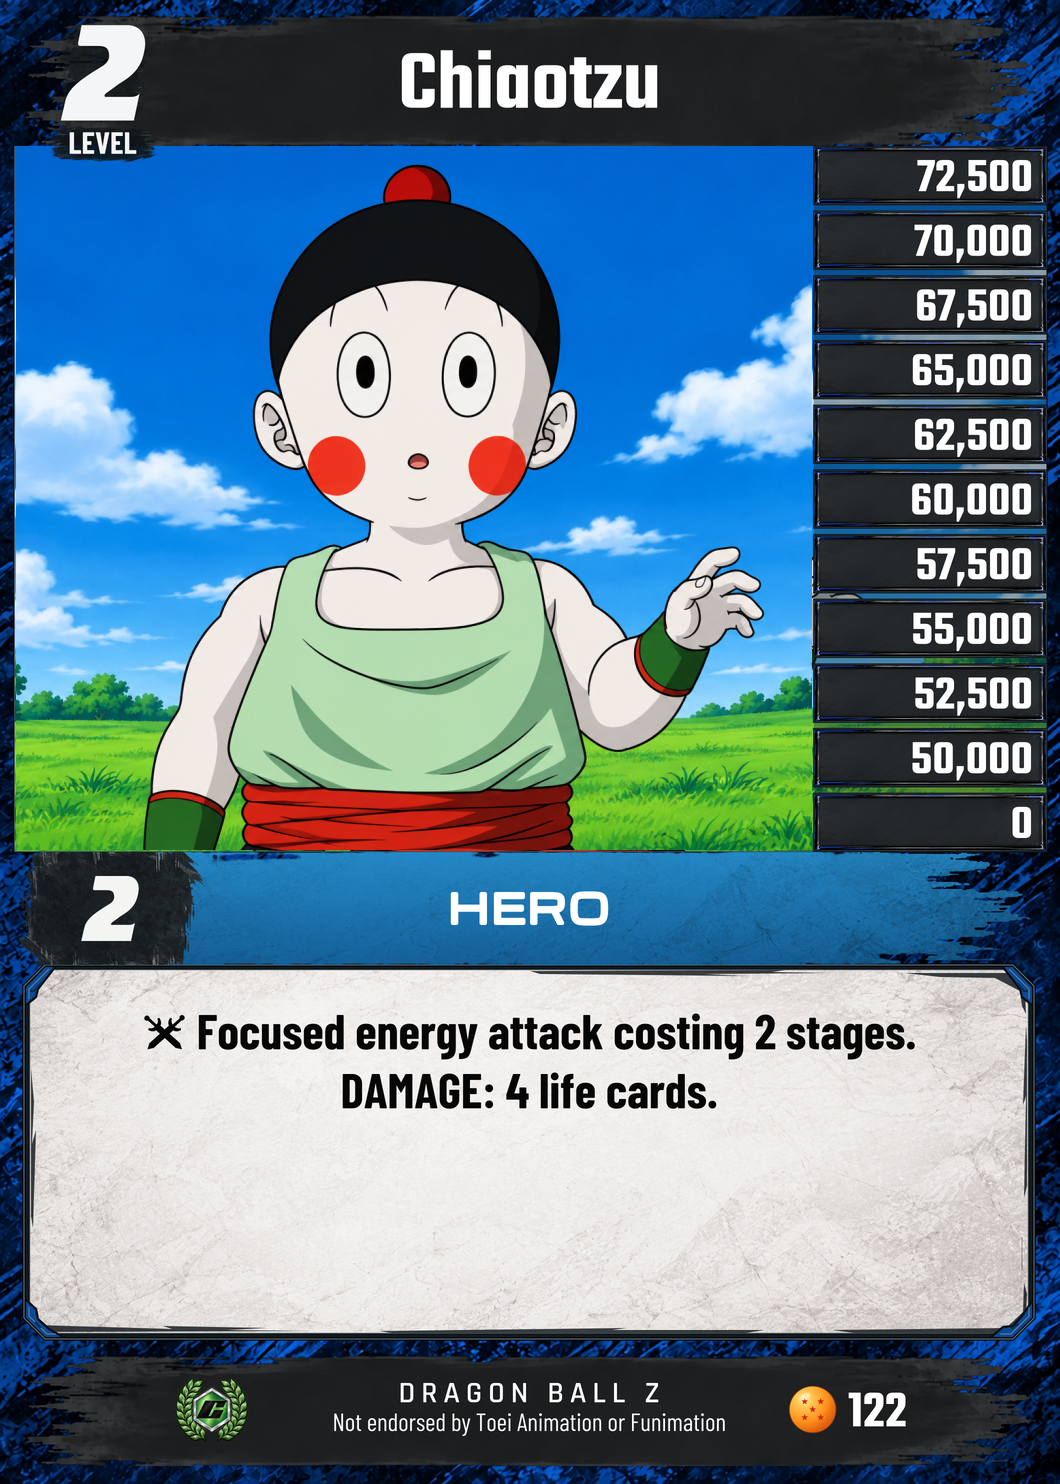 2
LEVEL
Chiaotzu
72,500
70,000
67,500
65,000
62,500
60,000
57,500
55,000
52,500
50,000
0
2
HERO
Focused energy attack costing 2 stages.
DAMAGE: 4 life cards.
DRAGON BALL Z
Not endorsed by Toei Animation or Funimation
122